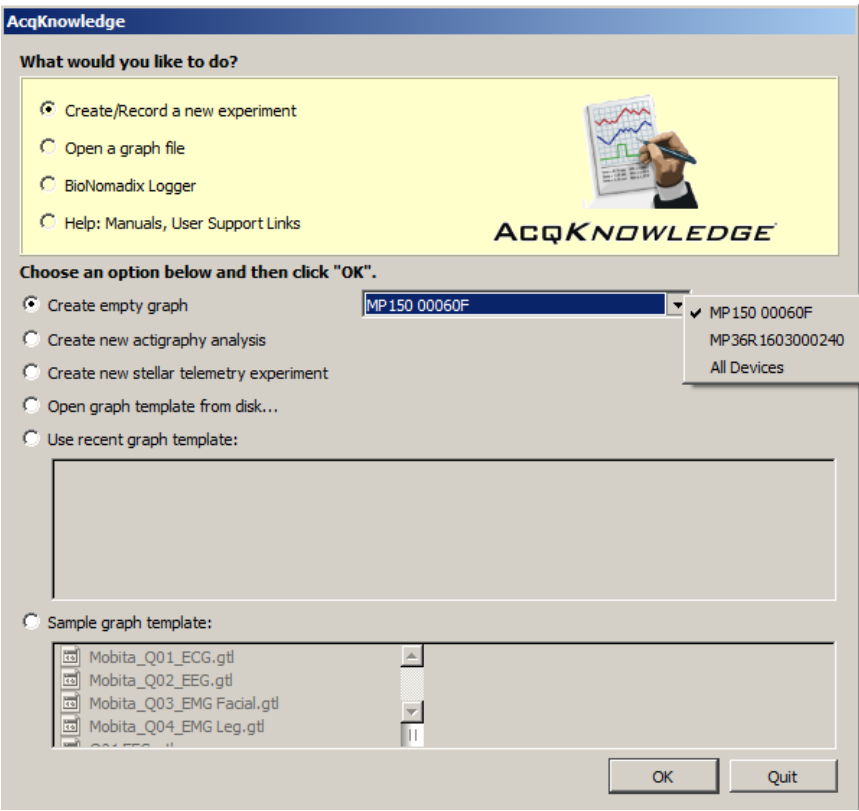 AcqKnowledge
What would you like to do?
Create/Record a new experiment
Open a graph file
BioNomadix Logger
Help: Manuals, User Support Links
ACQKNOWLEDGE
Choose an option below and then click "OK".
Create empty graph
MP150 00060F
MP150 00060F
MP36R1603000240
All Devices
Create new actigraphy analysis
Create new stellar telemetry experiment
Open graph template from disk...
Use recent graph template:
Sample graph template:
Mobita_Q01_ECG.gtl
Mobita_Q02_EEG.gtl
Mobita_Q03_EMG Facial.gtl
Mobita_Q04_EMG Leg.gtl
OK
Quit